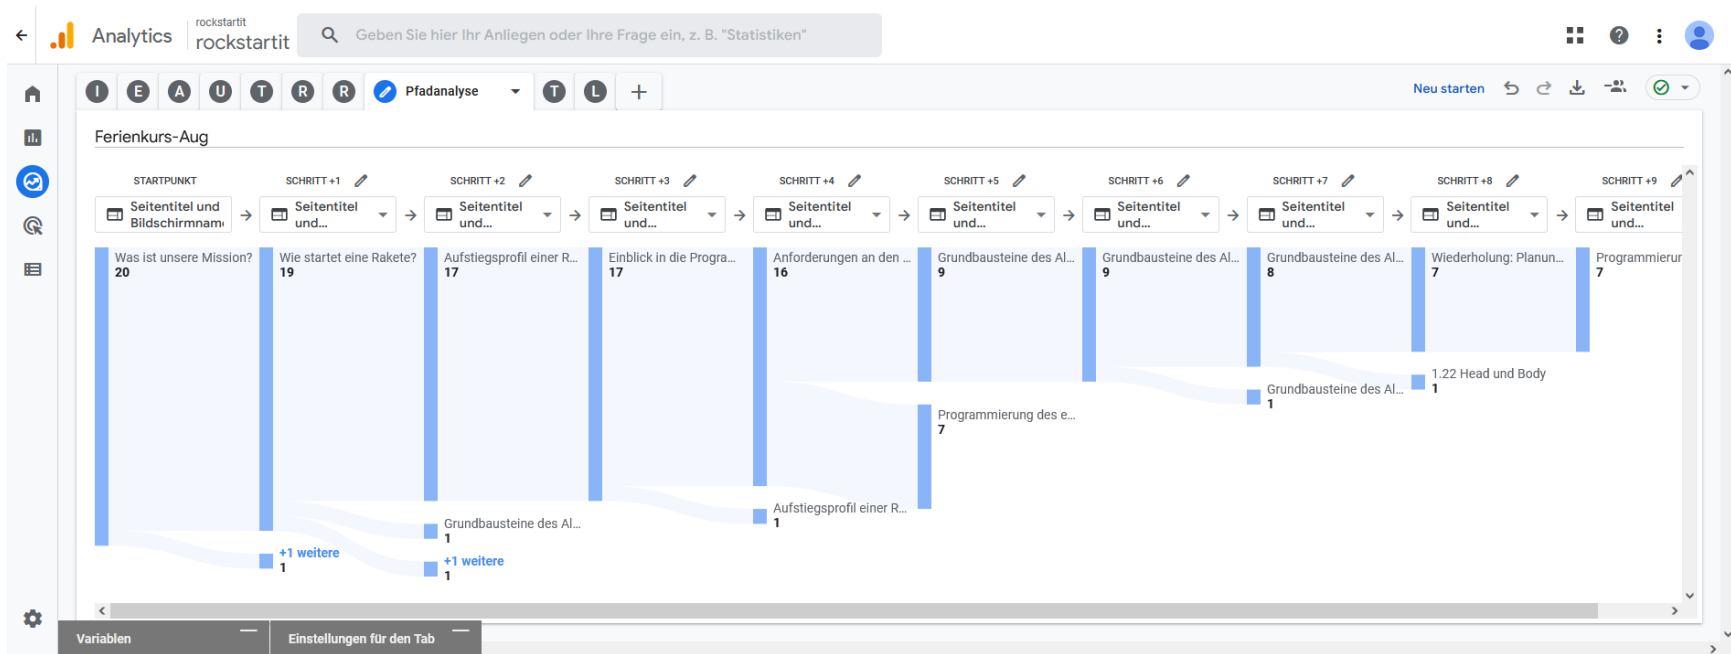 Analytics
rockstartit
rockstartit
Geben Sie hier Ihr Anliegen oder Ihre Frage ein, z. B. "Statistiken"
I E A U T R R Pfadanalyse T L
Neu starten
Ferienkurs-Aug
STARTPUNKT SCHRITT +1 SCHRITT +2 SCHRITT +3 SCHRITT +4 SCHRITT +5 SCHRITT +6 SCHRITT +7 SCHRITT +8 SCHRITT +9
Seitentitel und Seitentitel Seitentitel Seitentitel Seitentitel Seitentitel Seitentitel Seitentitel Seitentitel Seitentitel
Bildschirmname und... und... und... und... und... und... und... und... und...
Was ist unsere Mission? Wie startet eine Rakete? Aufstiegsprofil einer R... Einblick in die Progra... Anforderungen an den ... Grundbausteine des Al... Grundbausteine des Al... Grundbausteine des Al... Wiederholung: Planun... Programmierur
20 19 17 17 16 9 9 8 7 7
1.22 Head und Body
1
Grundbausteine des Al...
1
Programmierung des e...
7
Aufstiegsprofil einer R...
1
Grundbausteine des Al...
1
+1 weitere
1
+1 weitere
1
Variablen
Einstellungen für den Tab